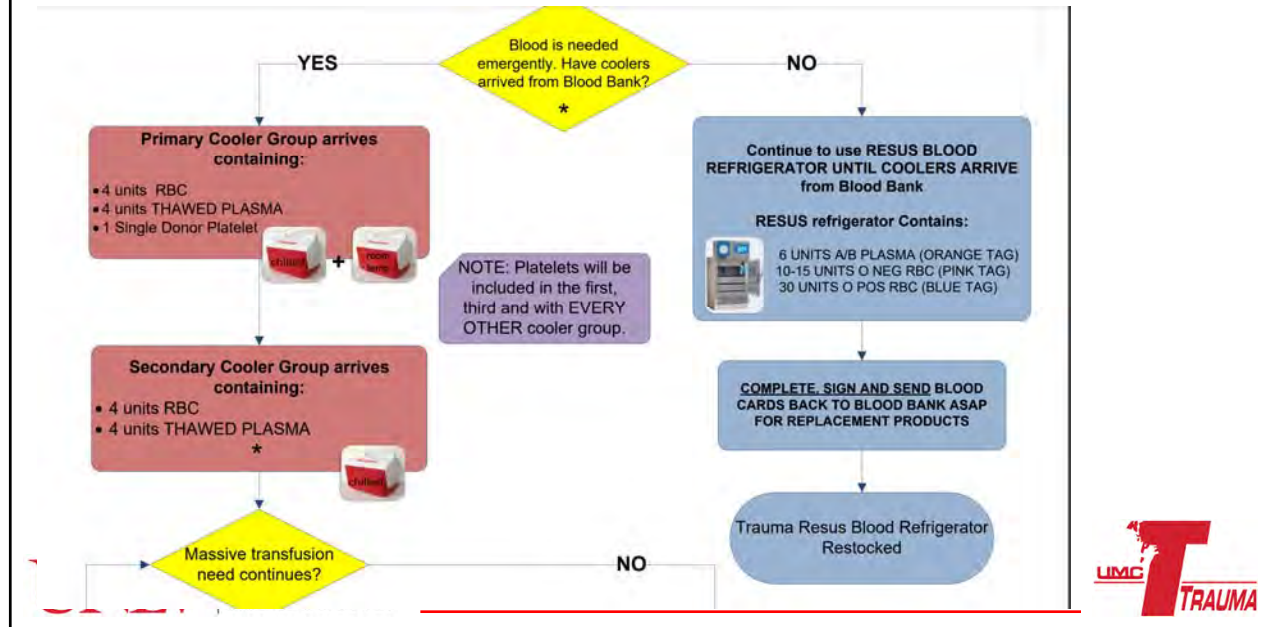 Blood is needed
emergently. Have coolers
arrived from Blood Bank?
*
YES
NO
Primary Cooler Group arrives
containing:
• 4 units RBC
• 4 units THAWED PLASMA
• 1 Single Donor Platelet
chilled
+
room
temp
NOTE: Platelets will be
included in the first,
third and with EVERY
OTHER cooler group.
Secondary Cooler Group arrives
containing:
• 4 units RBC
• 4 units THAWED PLASMA
*
chilled
Massive transfusion
need continues?
NO
Continue to use RESUS BLOOD
REFRIGERATOR UNTIL COOLERS ARRIVE
from Blood Bank
RESUS refrigerator Contains:
6 UNITS A/B PLASMA (ORANGE TAG)
10-15 UNITS O NEG RBC (PINK TAG)
30 UNITS O POS RBC (BLUE TAG)
COMPLETE, SIGN AND SEND BLOOD
CARDS BACK TO BLOOD BANK ASAP
FOR REPLACEMENT PRODUCTS
Trauma Resus Blood Refrigerator
Restocked
UMC
TRAUMA